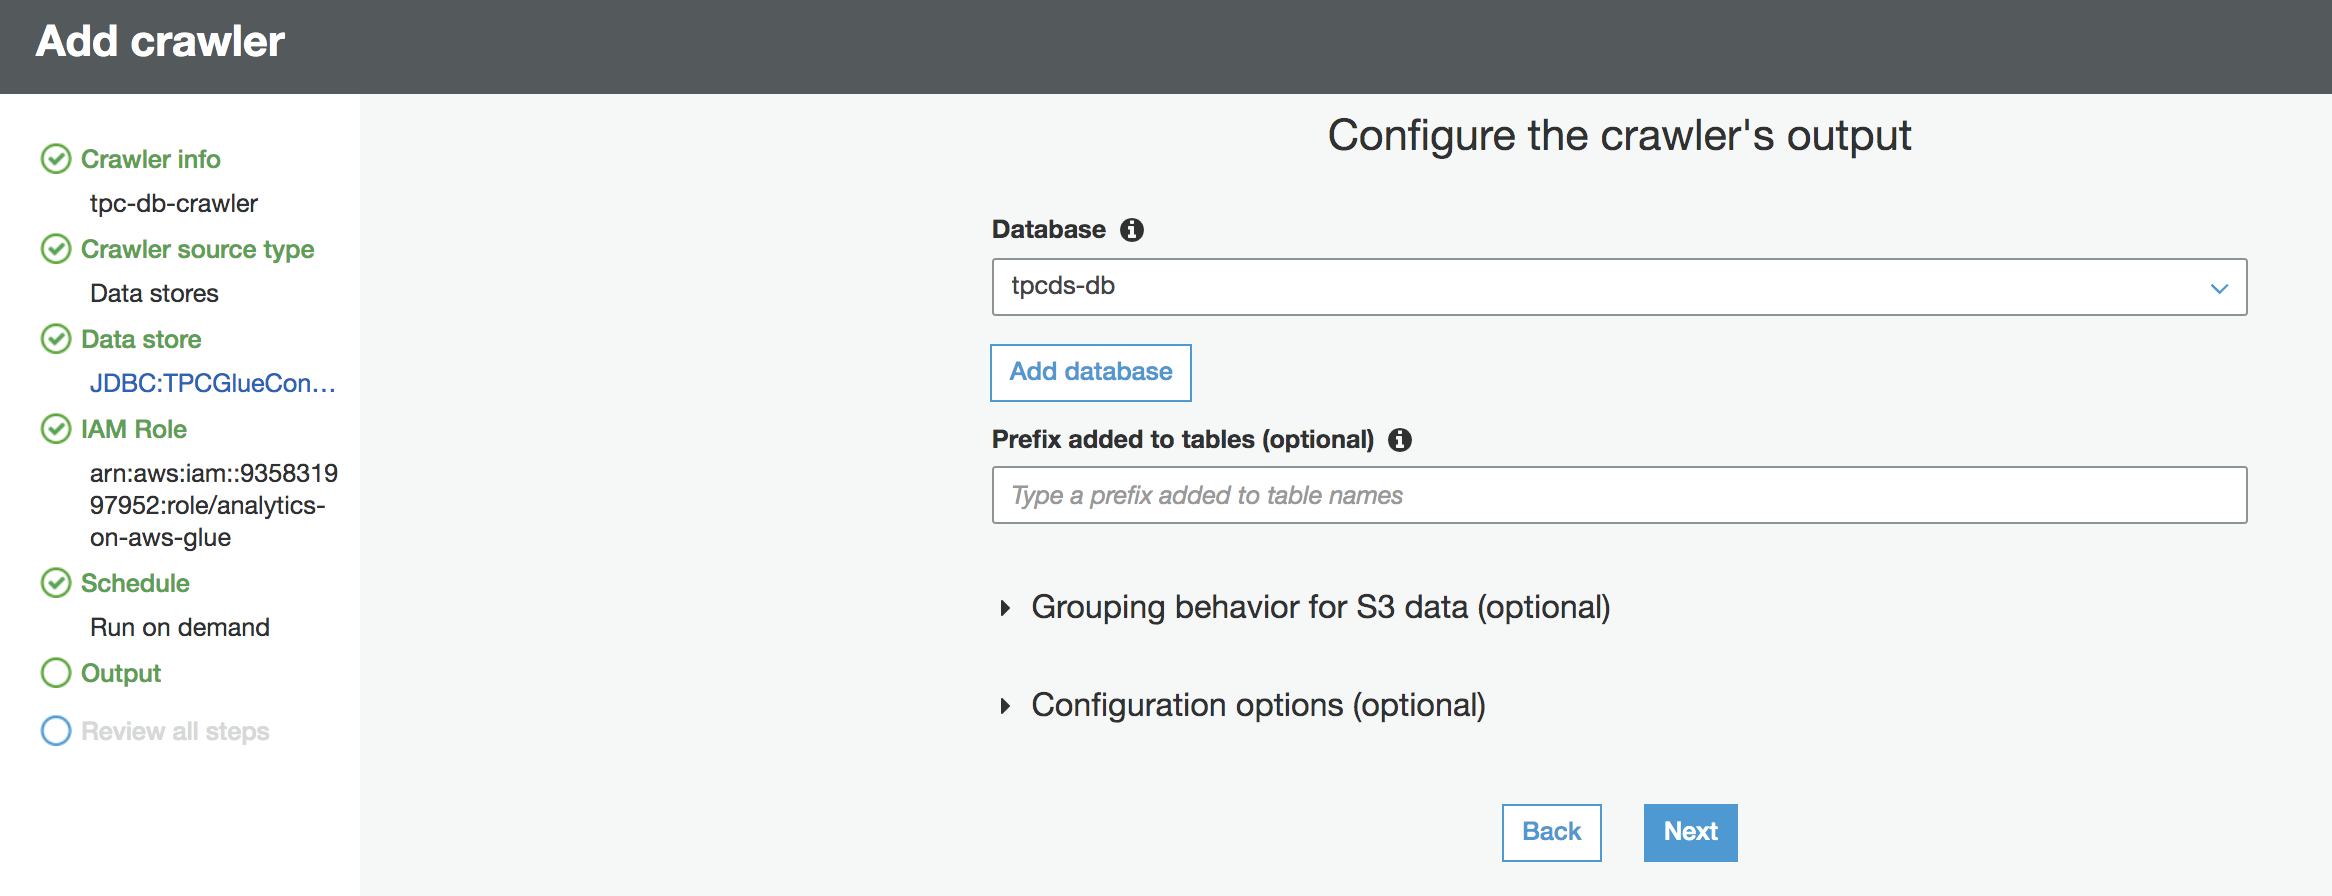 Add crawler
Crawler info
tpc-db-crawler
Crawler source type
Data stores
Data store
JDBC:TPCGlueCon...
IAM Role
arn:aws:iam::9358319
97952:role/analytics-
on-aws-glue
Schedule
Run on demand
Output
Review all steps
Configure the crawler's output
Database
tpcds-db
Add database
Prefix added to tables (optional)
Type a prefix added to table names
Grouping behavior for S3 data (optional)
Configuration options (optional)
Back
Next